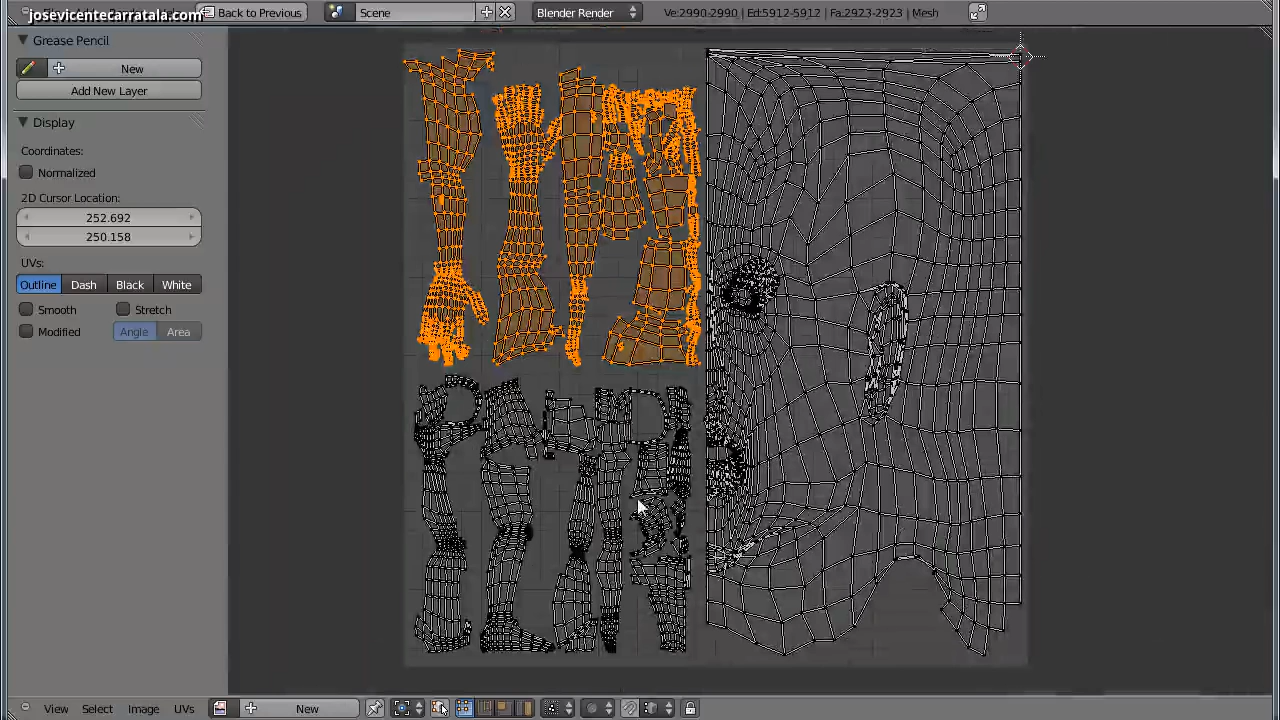 josevicentecarratala.com
Back to Previous
Scene
Blender Render
Ve:2990-2990 | Ed:5912-5912 | Fa:2923-2923 | Mesh
Grease Pencil
New
Add New Layer
Display
Coordinates:
Normalized
2D Cursor Location:
252.692
250.158
UVs:
Outline Dash Black White
Smooth Stretch
Modified Angle Area
View Select Image UVs New